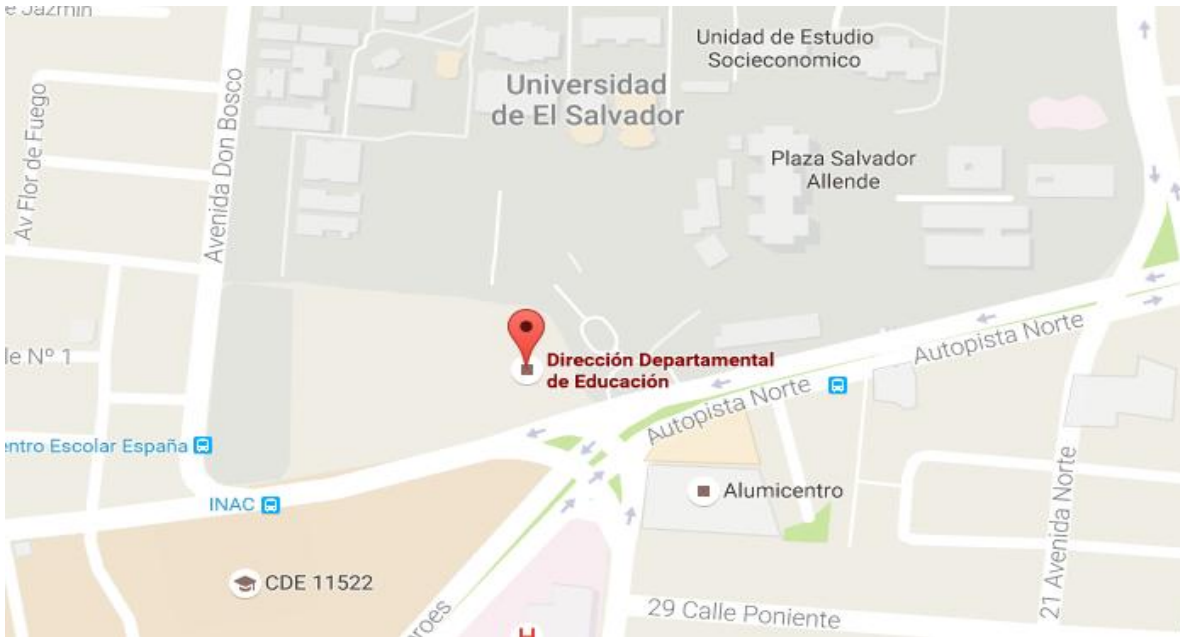 Jazmin
Unidad de Estudio
Socieconomico
Universidad
de El Salvador
Av Flor de Fuego
Avenida Don Bosco
Plaza Salvador
Allende
le Nº 1
Dirección Departamental
de Educación
Autopista Norte
Autopista Norte
entro Escolar España
INAC
Alumicentro
CDE 11522
21 Avenida Norte
29 Calle Poniente
roes
H